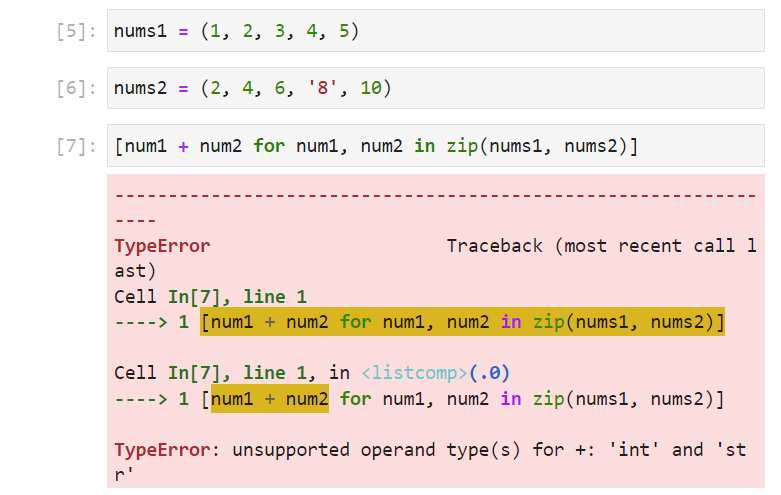 [5]: nums1 = (1, 2, 3, 4, 5)
[6]: nums2 = (2, 4, 6, '8', 10)
[7]: [num1 + num2 for num1, num2 in zip(nums1, nums2)]
-------------------------------------------------------------
----
TypeError                      Traceback (most recent call l
ast)
Cell In[7], line 1
----> 1 [num1 + num2 for num1, num2 in zip(nums1, nums2)]
Cell In[7], line 1, in <listcomp>(.0)
----> 1 [num1 + num2 for num1, num2 in zip(nums1, nums2)]
TypeError: unsupported operand type(s) for +: 'int' and 'st
r'